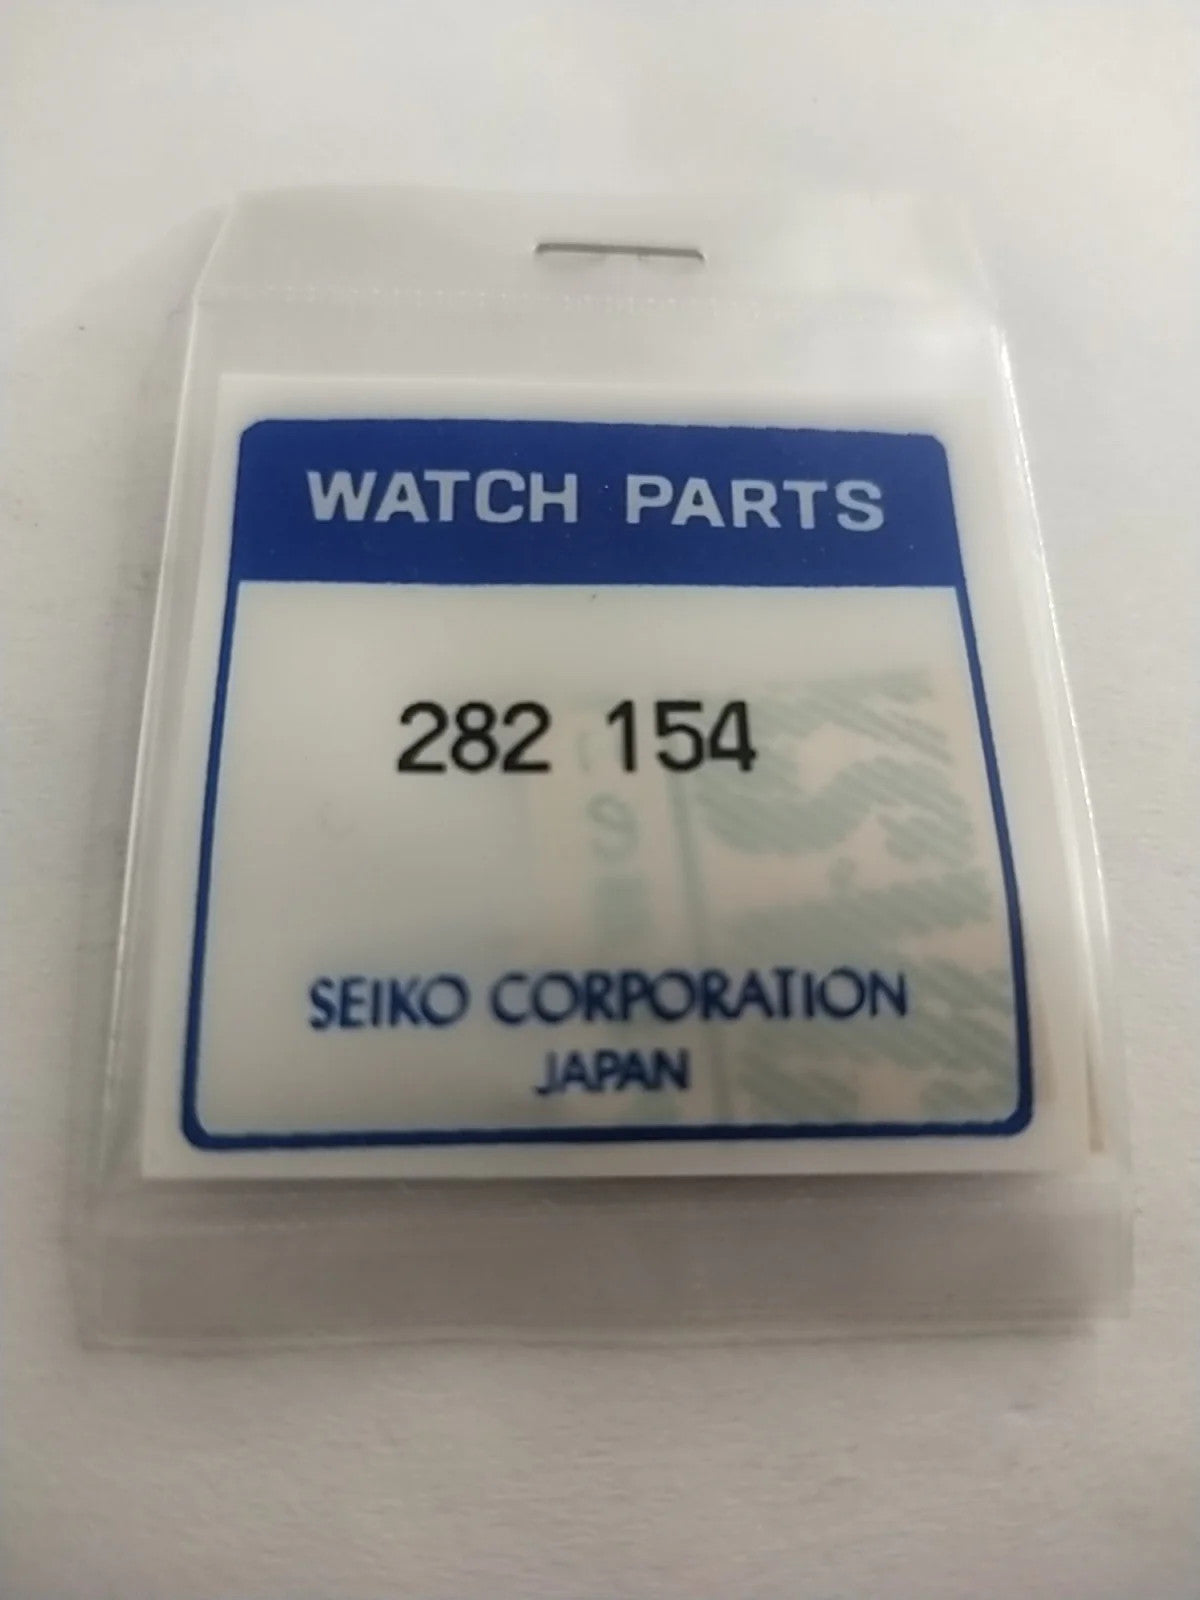 WATCH PARTS
282 154
SEIKO CORPORATION
JAPAN